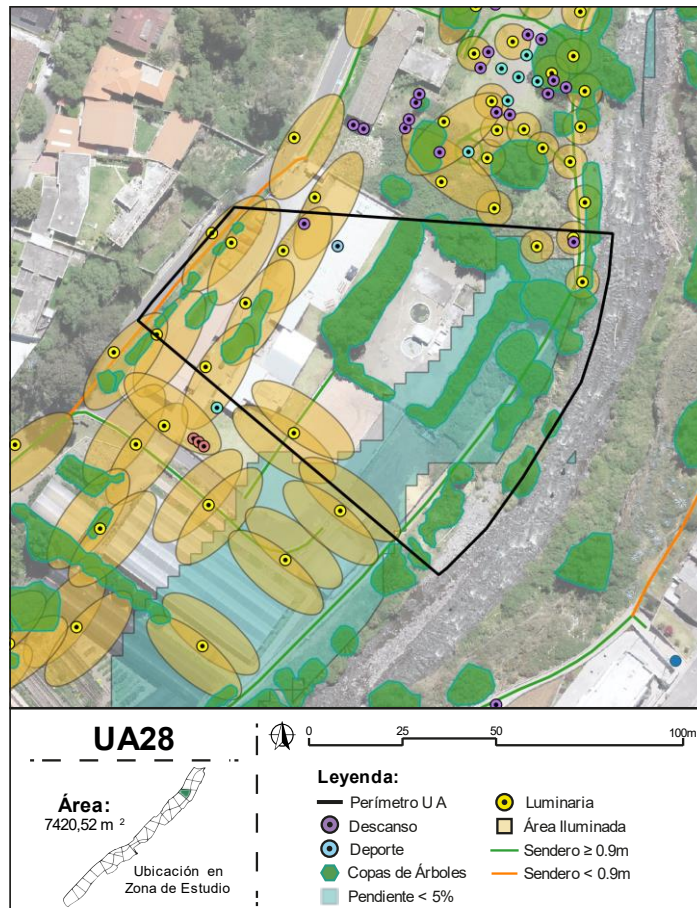 UA28
Área:
7420,52 m ²
Ubicación en
Zona de Estudio
0 25 50 100m
Leyenda:
Perímetro U A
Descanso
Deporte
Copas de Árboles
Pendiente < 5%
Luminaria
Área Iluminada
Sendero ≥ 0.9m
Sendero < 0.9m